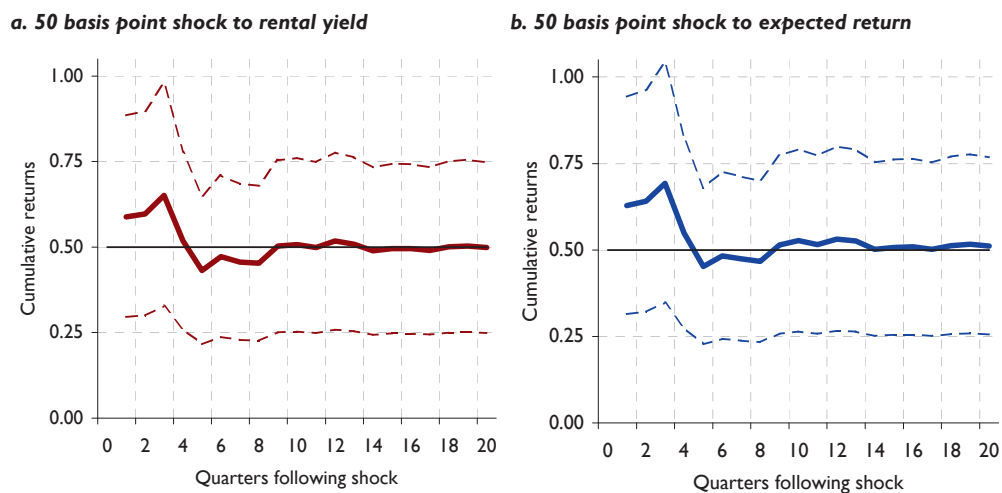 a. 50 basis point shock to rental yield
1.00
0.75
0.50
0.25
0.00
Cumulative returns
0 2 4 6 8 10 12 14 16 18 20
Quarters following shock
b. 50 basis point shock to expected return
1.00
0.75
0.50
0.25
0.00
Cumulative returns
0 2 4 6 8 10 12 14 16 18 20
Quarters following shock